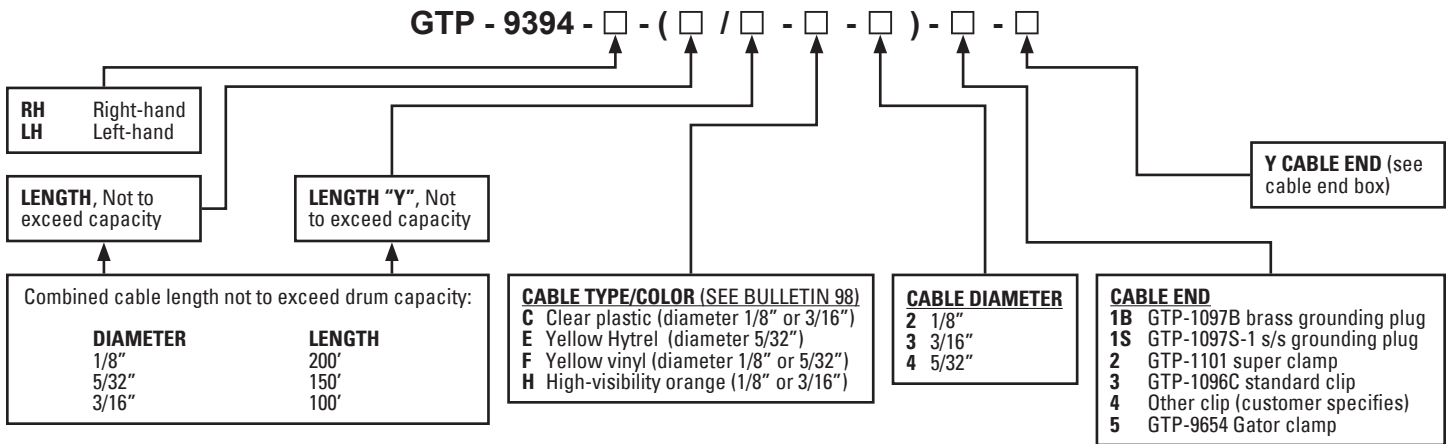 GTP - 9394 - □ - ( □ / □ - □ - □ ) - □ - □
RH Right-hand
LH Left-hand
Y CABLE END (see
cable end box)
LENGTH, Not to
exceed capacity
LENGTH “Y”, Not
to exceed capacity
Combined cable length not to exceed drum capacity:
DIAMETER LENGTH
1/8” 200’
5/32” 150’
3/16” 100’
CABLE TYPE/COLOR (SEE BULLETIN 98)
C Clear plastic (diameter 1/8” or 3/16”)
E Yellow Hytrel (diameter 5/32”)
F Yellow vinyl (diameter 1/8” or 5/32”)
H High-visibility orange (1/8” or 3/16”)
CABLE DIAMETER
2 1/8”
3 3/16”
4 5/32”
CABLE END
1B GTP-1097B brass grounding plug
1S GTP-1097S-1 s/s grounding plug
2 GTP-1101 super clamp
3 GTP-1096C standard clip
4 Other clip (customer specifies)
5 GTP-9654 Gator clamp